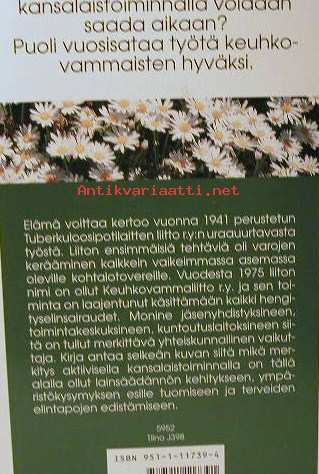 kansalaistoiminnalla voidaan
saada aikaan?
Puoli vuosisataa työtä keuhko-
vammaisten hyväksi.
Antikvariaatti.net
Elämä voittaa kertoo vuonna 1941 perustetun
Tuberkuloosipotilaitten liitto r.y:n uraauurtavasta
työstä. Liiton ensimmäisiä tehtäviä oli varojen
kerääminen kaikkein vaikeimmassa asemassa
oleville kohtalotovereille. Vuodesta 1975 liiton
nimi on ollut Keuhkovammaliitto r.y. ja sen toi-
minta on laajentunut käsittämään kaikki hengi-
tyselinsairaudet. Monine jäsenyhdistyksineen,
toimintakeskuksineen, kuntoutuslaitoksineen sii-
tä on tullut merkittävä yhteiskunnallinen vaikut-
taja. Kirja antaa selkeän kuvan siitä mikä mer-
kitys aktiivisella kansalaistoiminnalla on tällä
alalla ollut lainsäädännön kehitykseen, ympä-
ristökysymyksen esille tuomiseen ja terveiden
elintapojen edistämiseen.
5952
Tiina J398
ISBN 951-1-11739-4